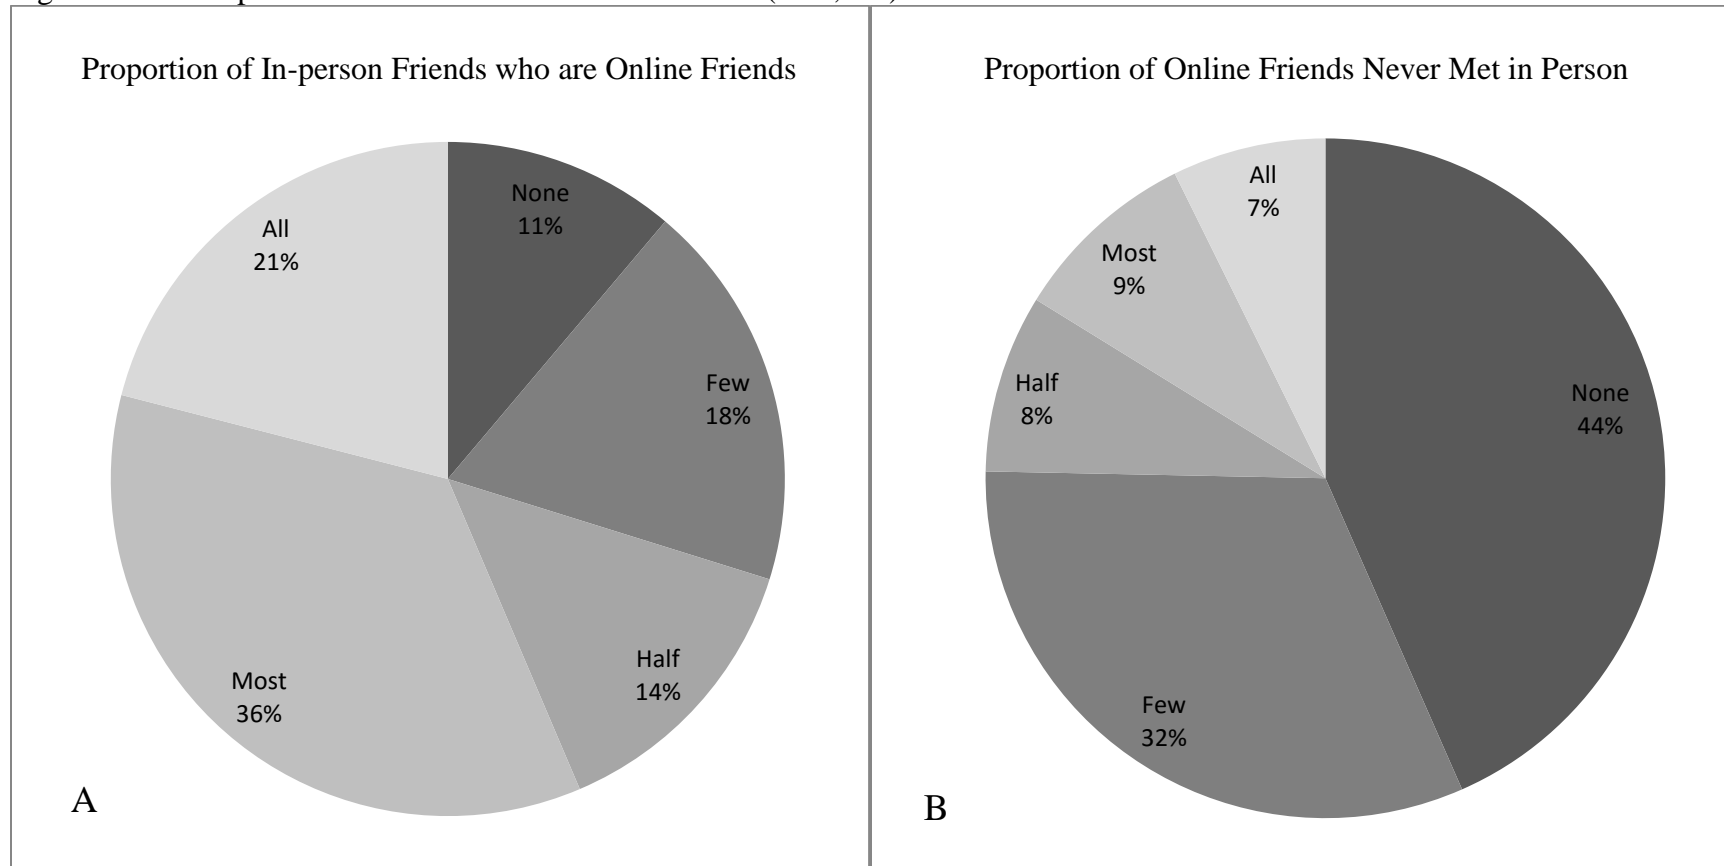 Proportion of In-person Friends who are Online Friends
None
11%
Few
18%
Half
14%
Most
36%
All
21%
A
Proportion of Online Friends Never Met in Person
None
44%
Few
32%
Half
8%
Most
9%
All
7%
B